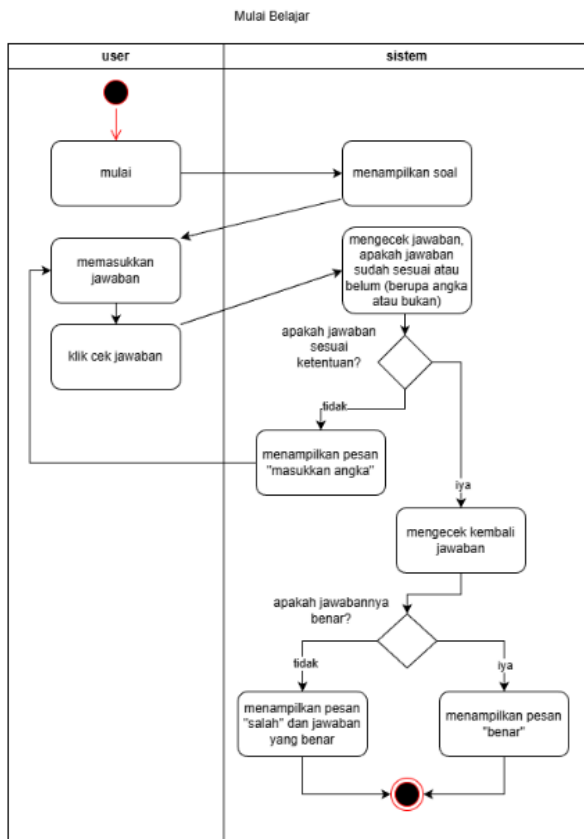 Mulai Belajar
user
sistem
mulai
menampilkan soal
memasukkan
jawaban
mengecek jawaban,
apakah jawaban
sudah sesuai atau
belum (berupa angka
atau bukan)
klik cek jawaban
apakah jawaban
sesuai
ketentuan?
tidak
menampilkan pesan
"masukkan angka"
iya
mengecek kembali
jawaban
apakah jawabannya
benar?
tidak
iya
menampilkan pesan
"salah" dan jawaban
yang benar
menampilkan pesan
"benar"